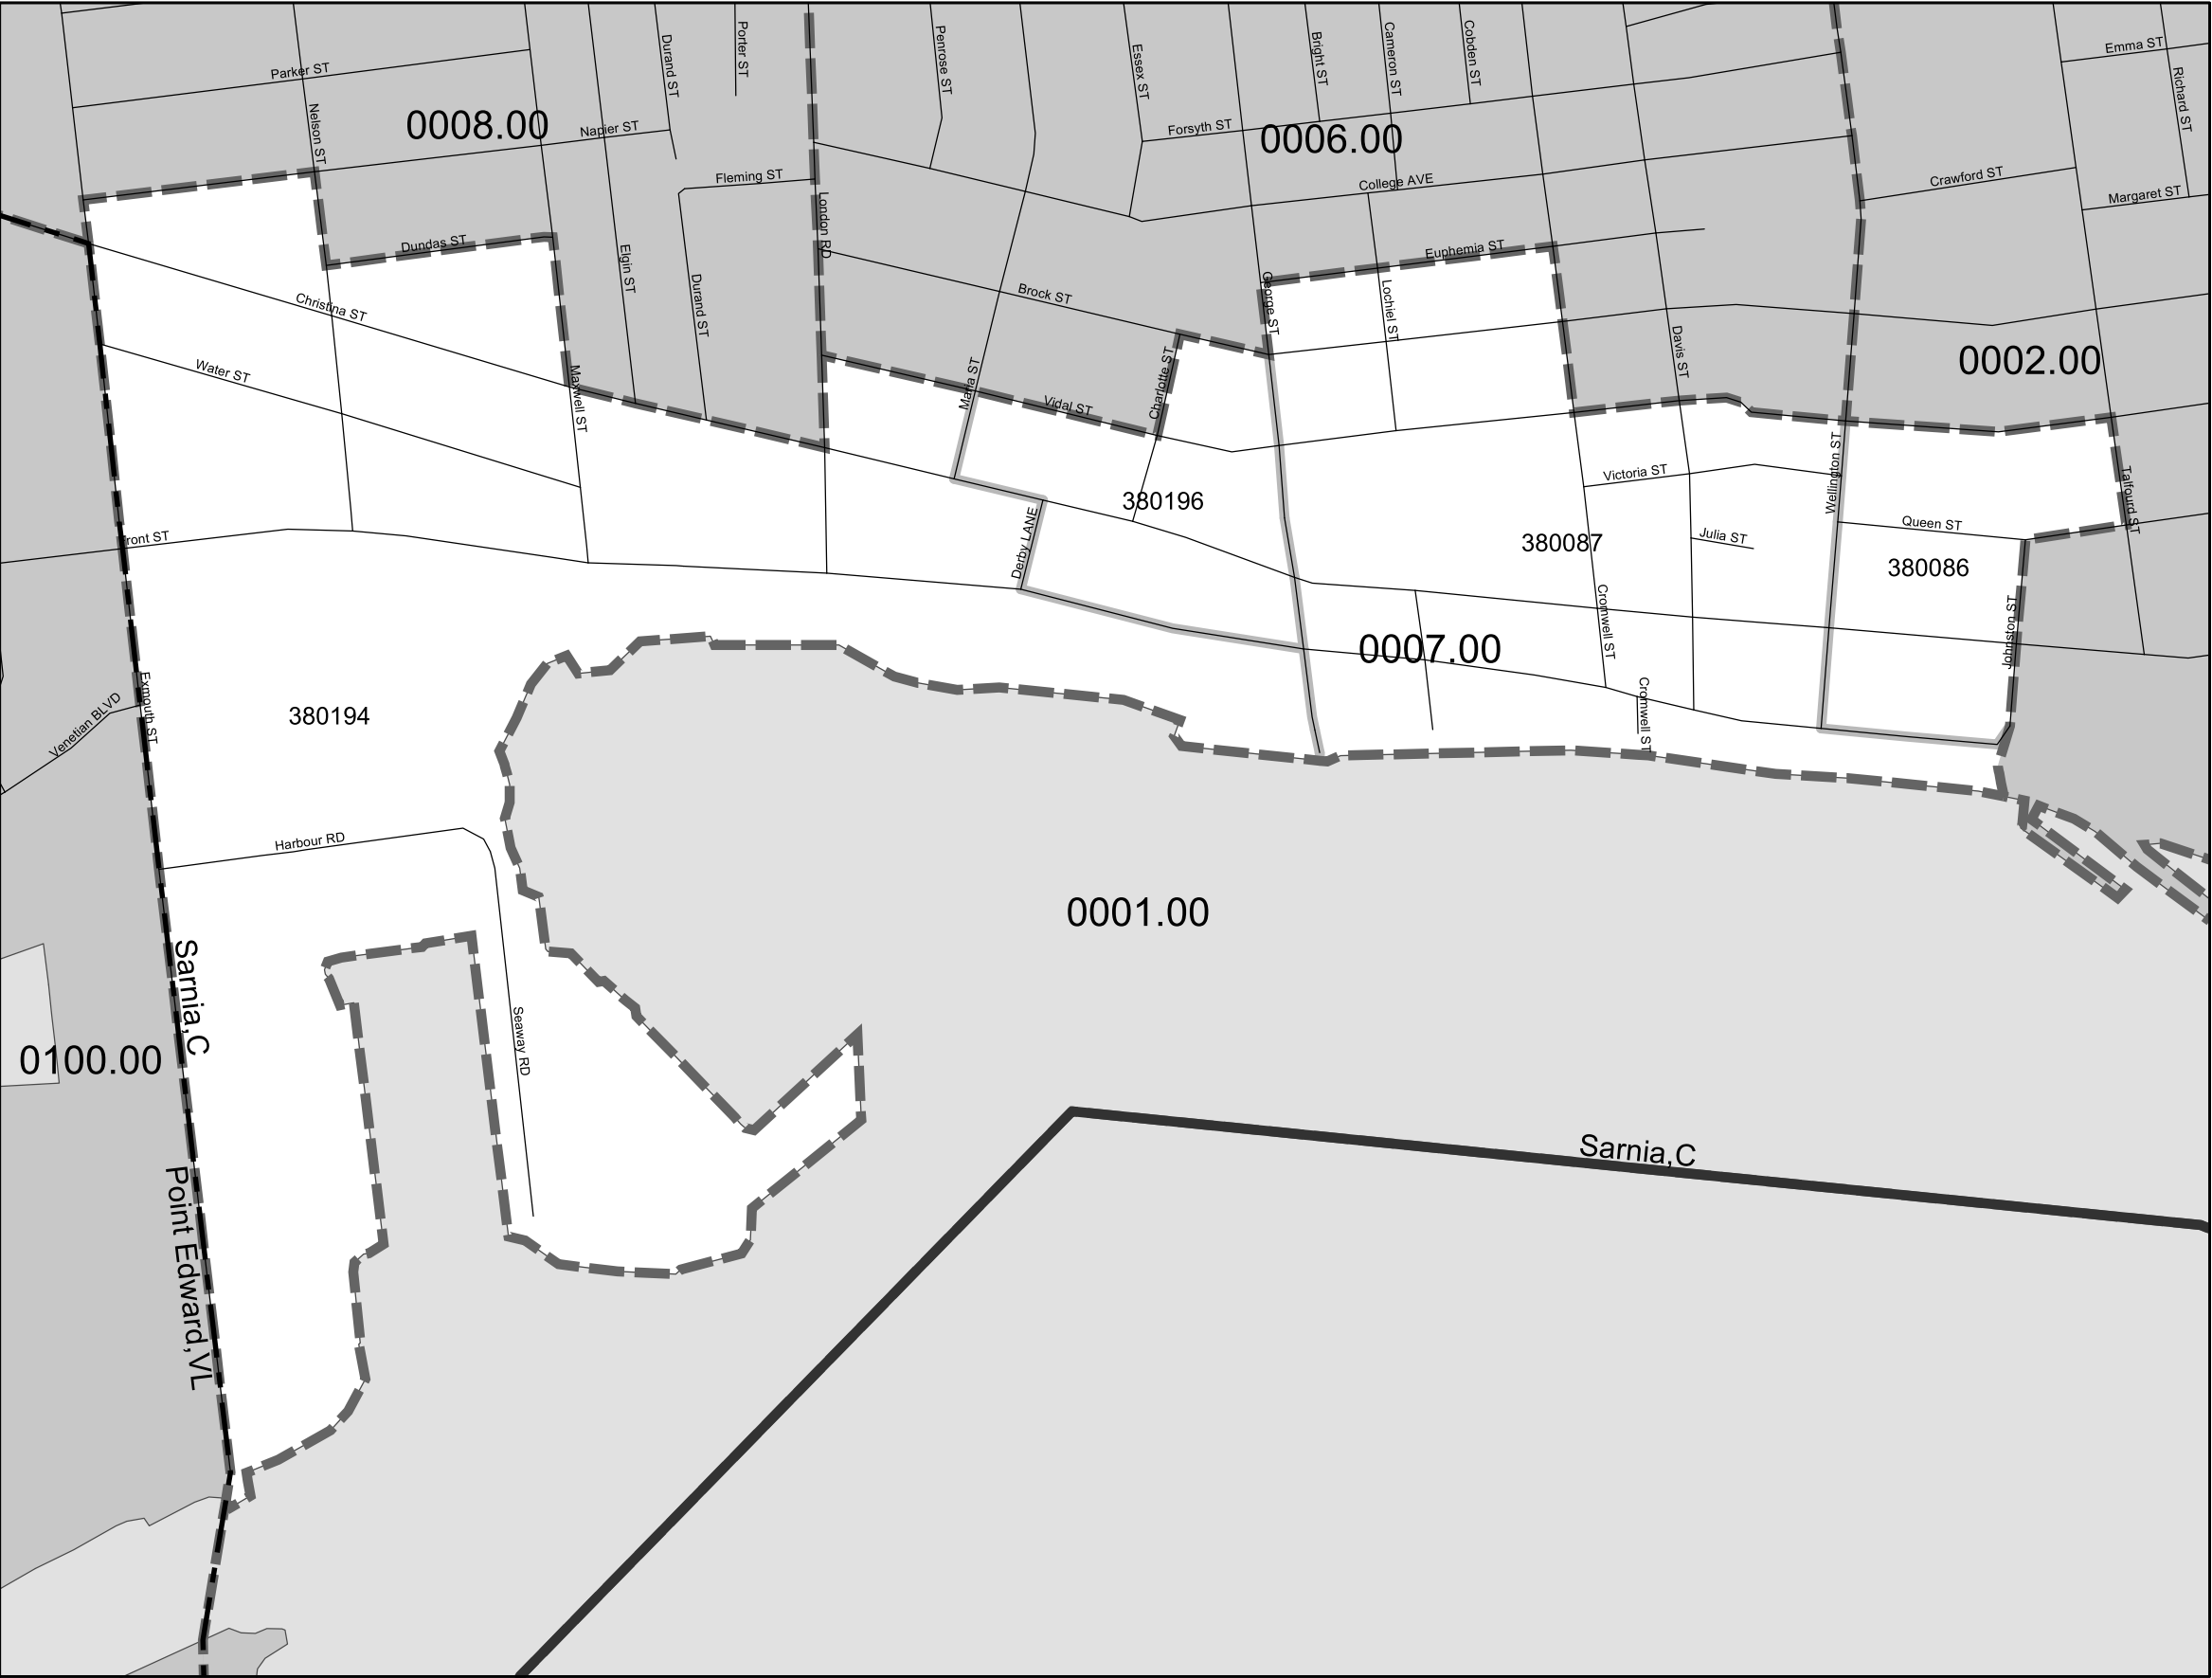 Porter ST
Penrose ST
Durand ST
Essex ST
Bright ST
Cameron ST
Cobden ST
Emma ST
Richard ST
Parker ST
Nelson ST
0008.00
Napier ST
Forsyth ST
0006.00
Fleming ST
College AVE
Crawford ST
Margaret ST
London RD
Dundas ST
Elgin ST
Euphemia ST
Durand ST
Brock ST
George ST
Lochiel ST
Christina ST
Davis ST
0002.00
Water ST
Maxwell ST
Maria ST
Vidal ST
Charlotte ST
Wellington ST
Victoria ST
Talfourd ST
380196
Queen ST
Front ST
Derby LANE
380087
Julia ST
380086
Cromwell ST
Johnston ST
0007.00
Exmouth ST
Venetian BLVD
380194
Cromwell ST
Harbour RD
0001.00
Sarnia,C
Seaway RD
0100.00
Sarnia,C
Point Edward,VL